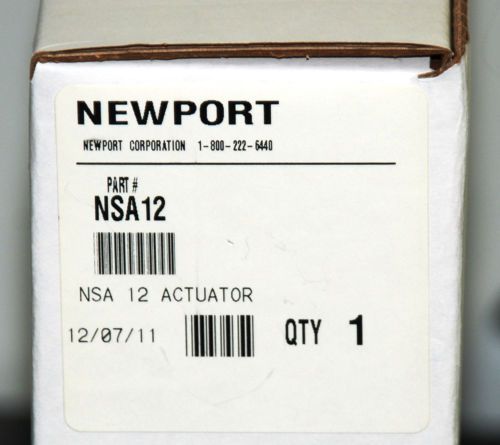 NEWPORT
NEWPORT CORPORATION 1-800-222-6440
PART #
NSA12
NSA 12 ACTUATOR
12/07/11 QTY 1